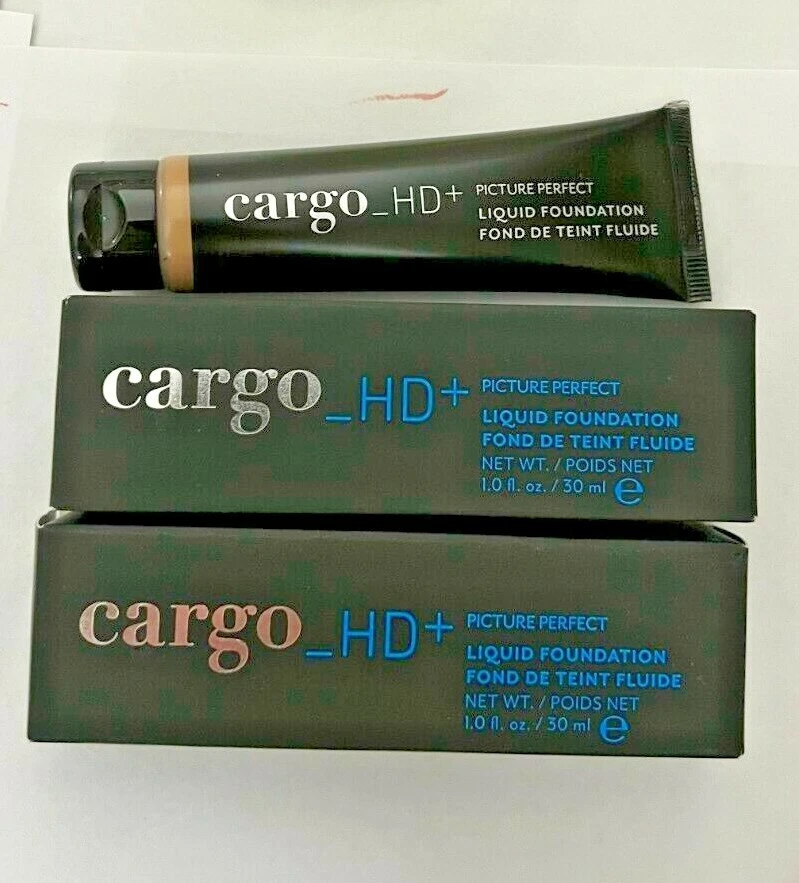 cargo_HD+ PICTURE PERFECT
LIQUID FOUNDATION
FOND DE TEINT FLUIDE
cargo_HD+ PICTURE PERFECT
LIQUID FOUNDATION
FOND DE TEINT FLUIDE
NET WT. / POIDS NET
1.0 fl. oz. / 30 ml ℮
cargo_HD+ PICTURE PERFECT
LIQUID FOUNDATION
FOND DE TEINT FLUIDE
NET WT. / POIDS NET
1.0 fl. oz. / 30 ml ℮